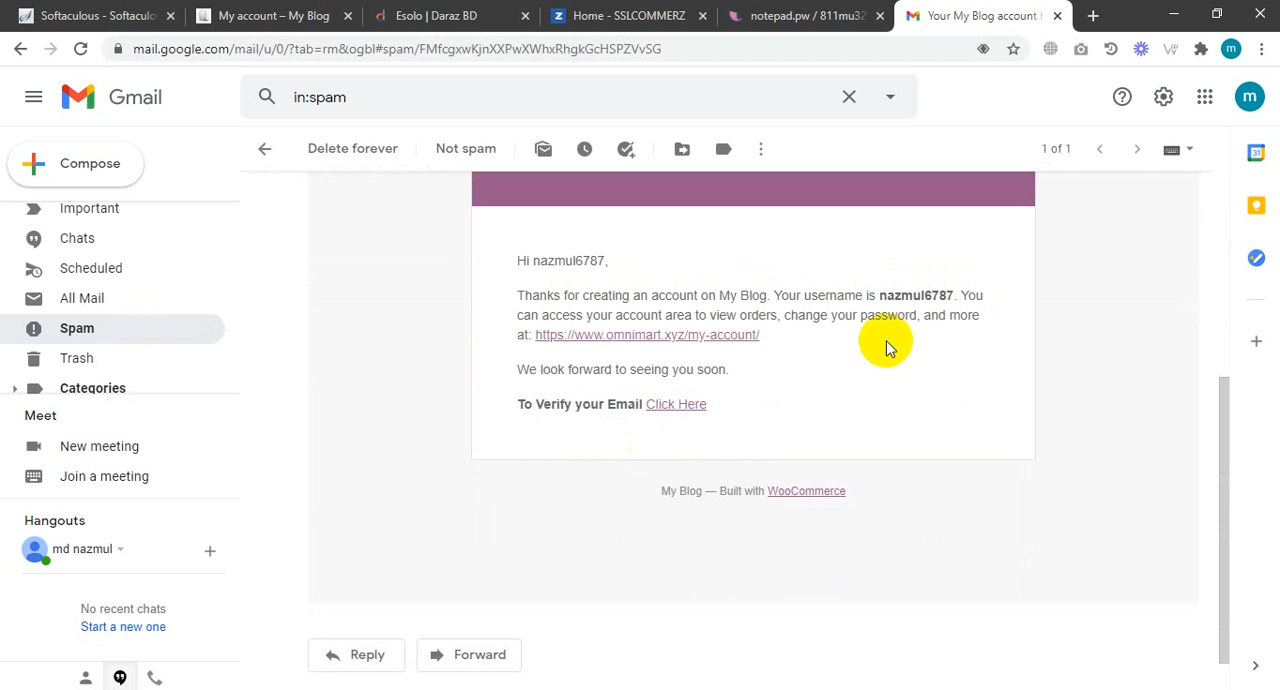 Softaculous - Softaculo
My account – My Blog
Esolo | Daraz BD
Home - SSLCOMMERZ
notepad.pw / 811mu32
Your My Blog account h
mail.google.com/mail/u/0/?tab=rm&ogbl#spam/FMfcgxwKjnXXPwXWhxRhgkGcHSPZVvSG
m
Gmail
in:spam
m
Compose
Delete forever
Not spam
1 of 1
31
Important
Chats
Scheduled
All Mail
Spam
Trash
Categories
Meet
New meeting
Join a meeting
Hangouts
md nazmul
No recent chats
Start a new one
Hi nazmul6787,
Thanks for creating an account on My Blog. Your username is nazmul6787. You
can access your account area to view orders, change your password, and more
at: https://www.omnimart.xyz/my-account/
We look forward to seeing you soon.
To Verify your Email Click Here
My Blog — Built with WooCommerce
Reply
Forward